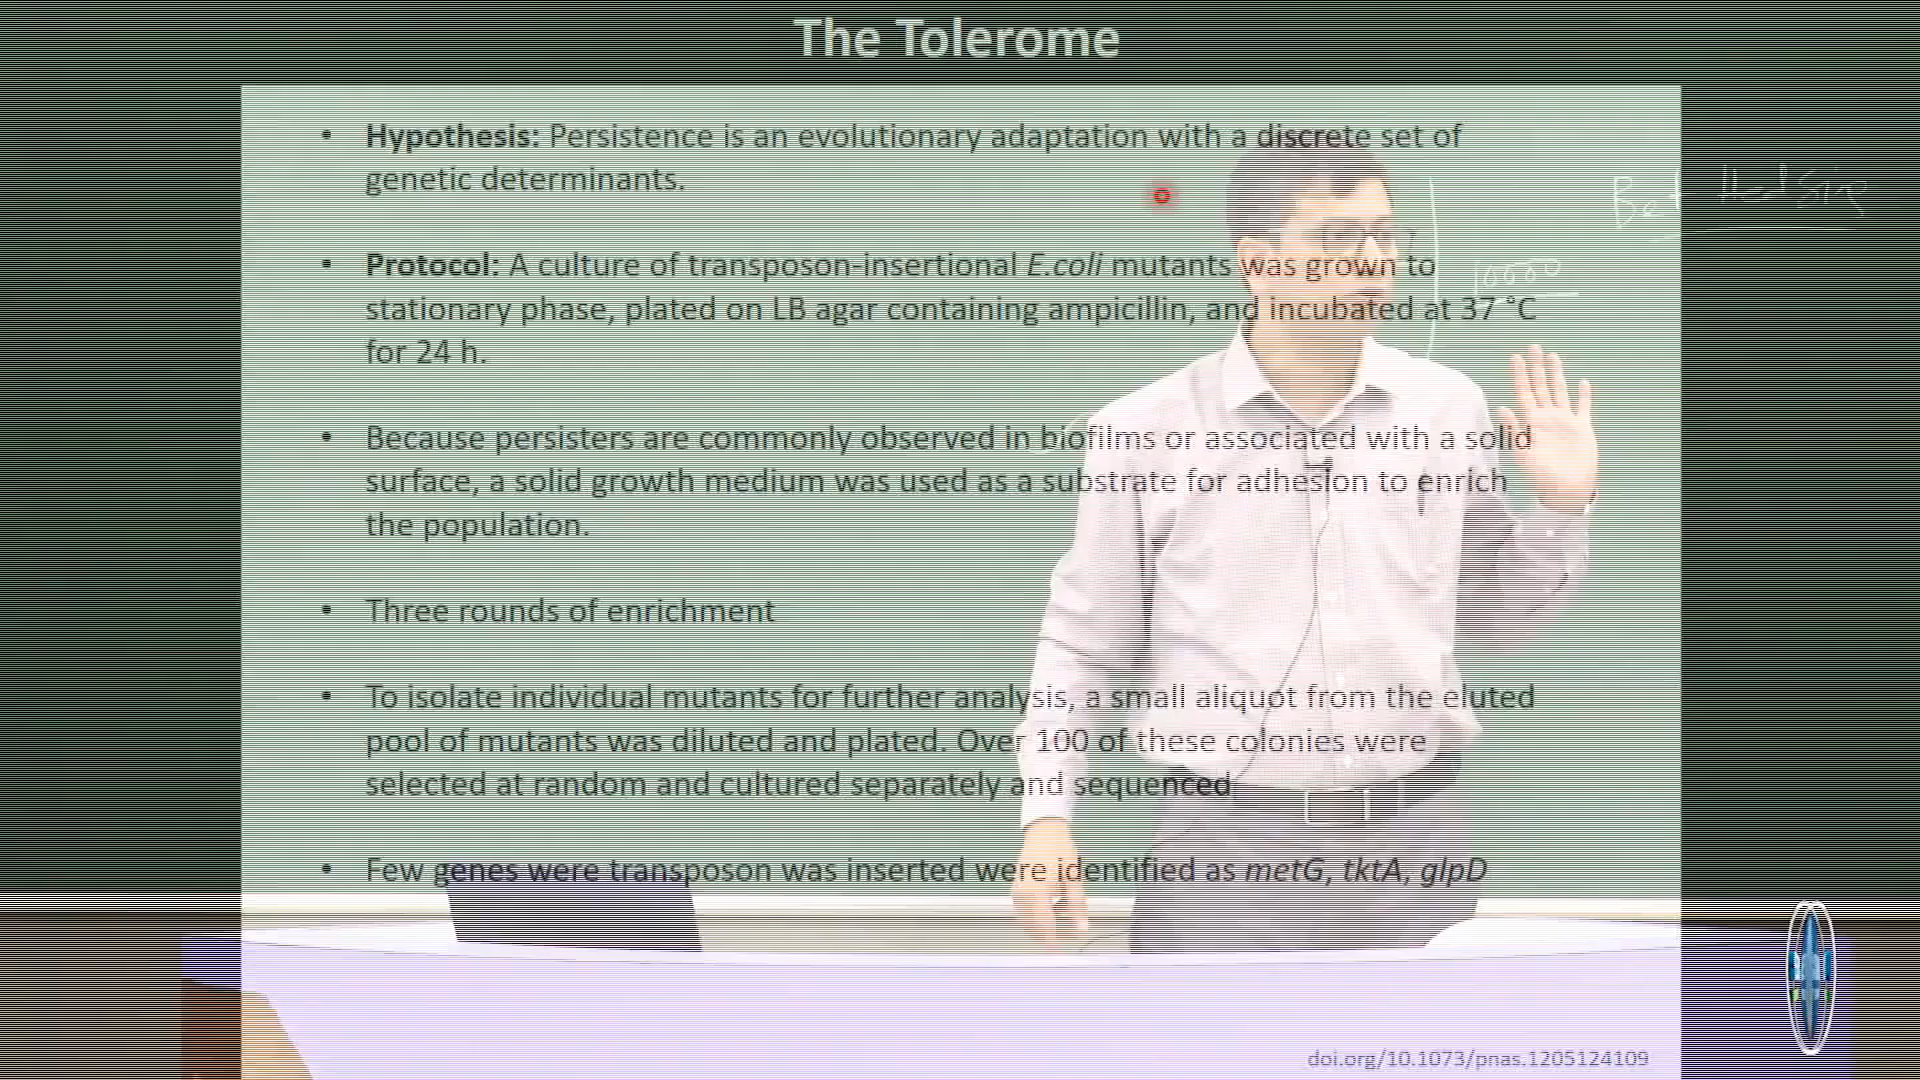 The Tolerome
• Hypothesis: Persistence is an evolutionary adaptation with a discrete set of
genetic determinants.
• Protocol: A culture of transposon-insertional E.coli mutants was grown to
stationary phase, plated on LB agar containing ampicillin, and incubated at 37 °C
for 24 h.
• Because persisters are commonly observed in biofilms or associated with a solid
surface, a solid growth medium was used as a substrate for adhesion to enrich
the population.
• Three rounds of enrichment
• To isolate individual mutants for further analysis, a small aliquot from the eluted
pool of mutants was diluted and plated. Over 100 of these colonies were
selected at random and cultured separately and sequenced
• Few genes were transposon was inserted were identified as metG, tktA, glpD
doi.org/10.1073/pnas.1205124109
Bet Hedging
10000